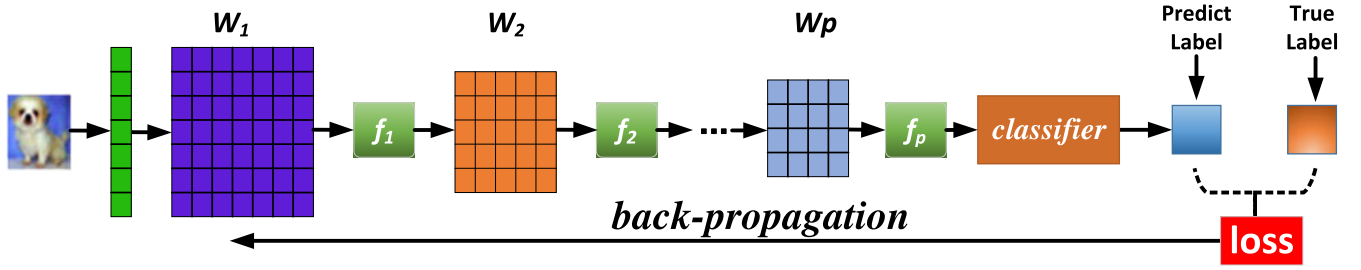 W1
W2
Wp
Predict
Label
True
Label
f1
f2
...
fp
classifier
back-propagation
loss